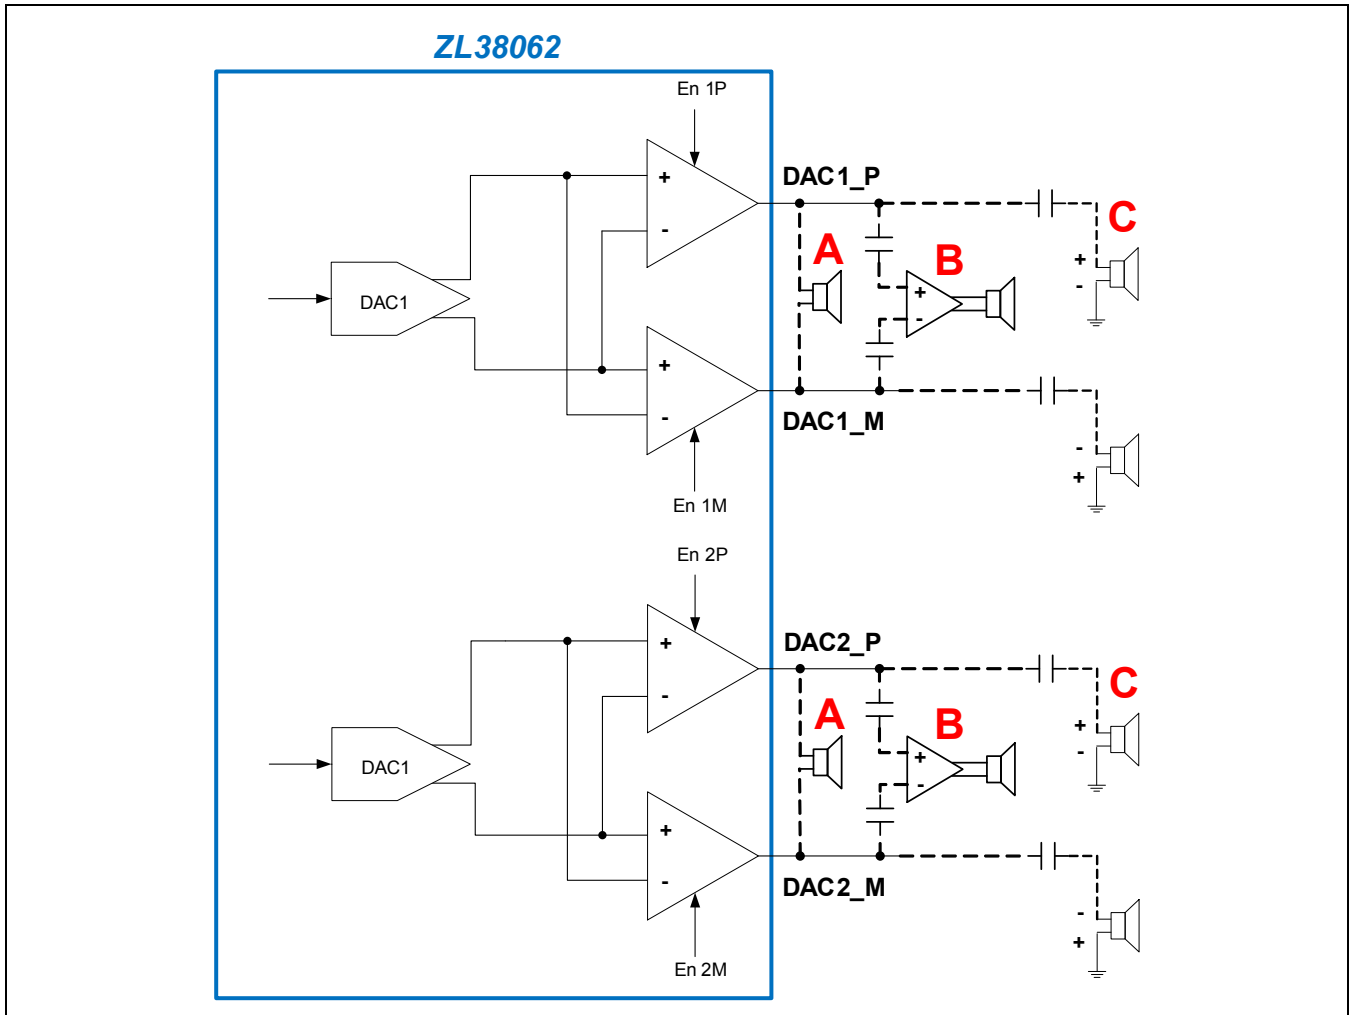 ZL38062
En 1P
DAC1_P
C
+
A
B
+
-
+
-
+
-
DAC1
+
-
DAC1_M
-
+
En 1M
En 2P
DAC2_P
C
+
A
B
+
-
+
-
+
-
DAC1
+
-
DAC2_M
-
+
En 2M